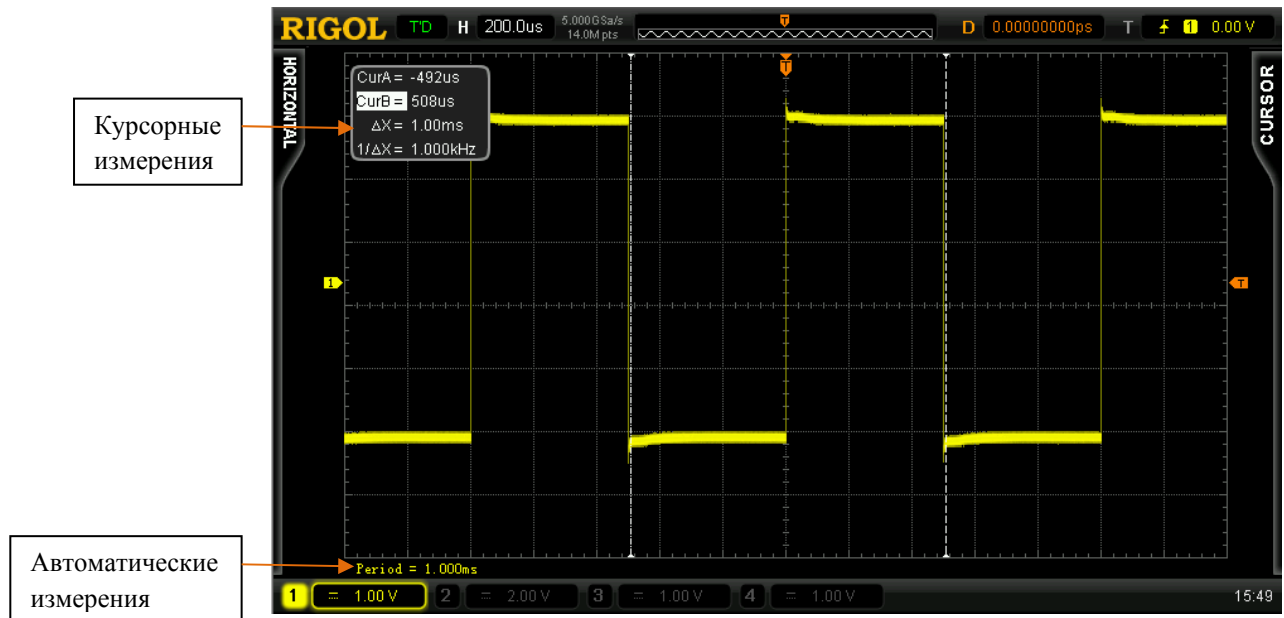 RIGOL T'D H 200.0us 5.000GSa/s 14.0M pts T D 0.00000000ps T 1 0.00 V
HORIZONTAL
CURSOR
CurA = -492us
CurB = 508us
ΔX = 1.00ms
1/ΔX = 1.000kHz
T
Курсорные
измерения
1
T
Автоматические
измерения
Period = 1.000ms
1 = 1.00 V 2 = 2.00 V 3 = 1.00 V 4 = 1.00 V 15:49